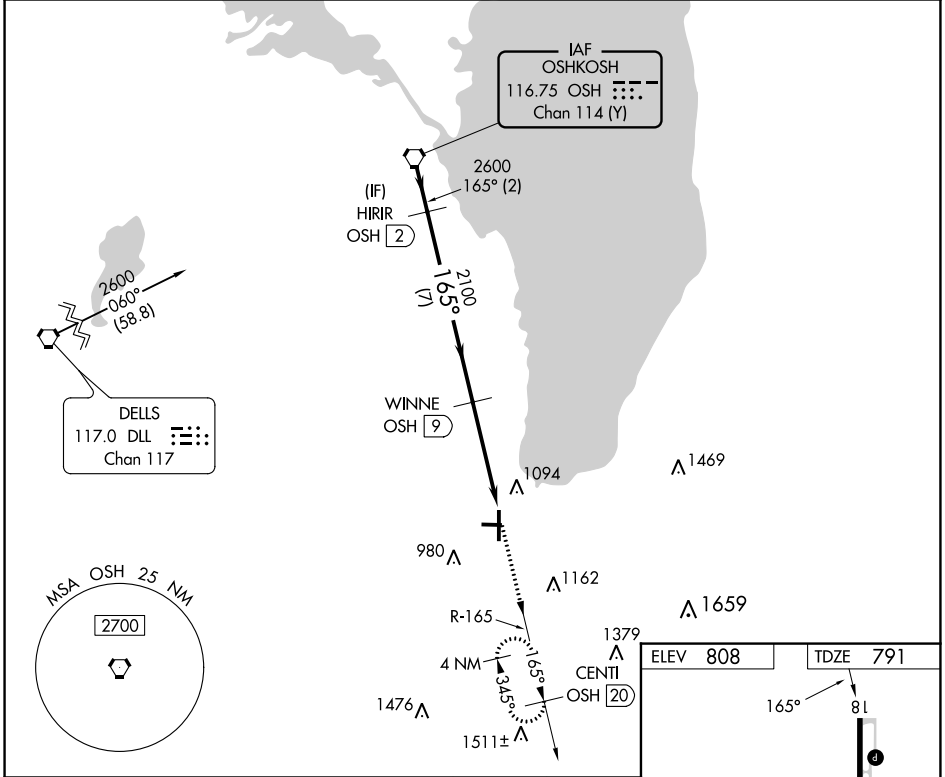 IAF
OSHKOSH
116.75 OSH
Chan 114 (Y)
2600
165° (2)
(IF)
HIRIR
OSH 2
2100
165°
(7)
2600
060°
(58.8)
DELLS
117.0 DLL
Chan 117
WINNE
OSH 9
1094
1469
980
1162
1659
R-165
1379
4 NM
165°
345°
CENTI
OSH 20
1476
1511±
MSA OSH 25 NM
2700
ELEV 808
TDZE 791
165°
18
P